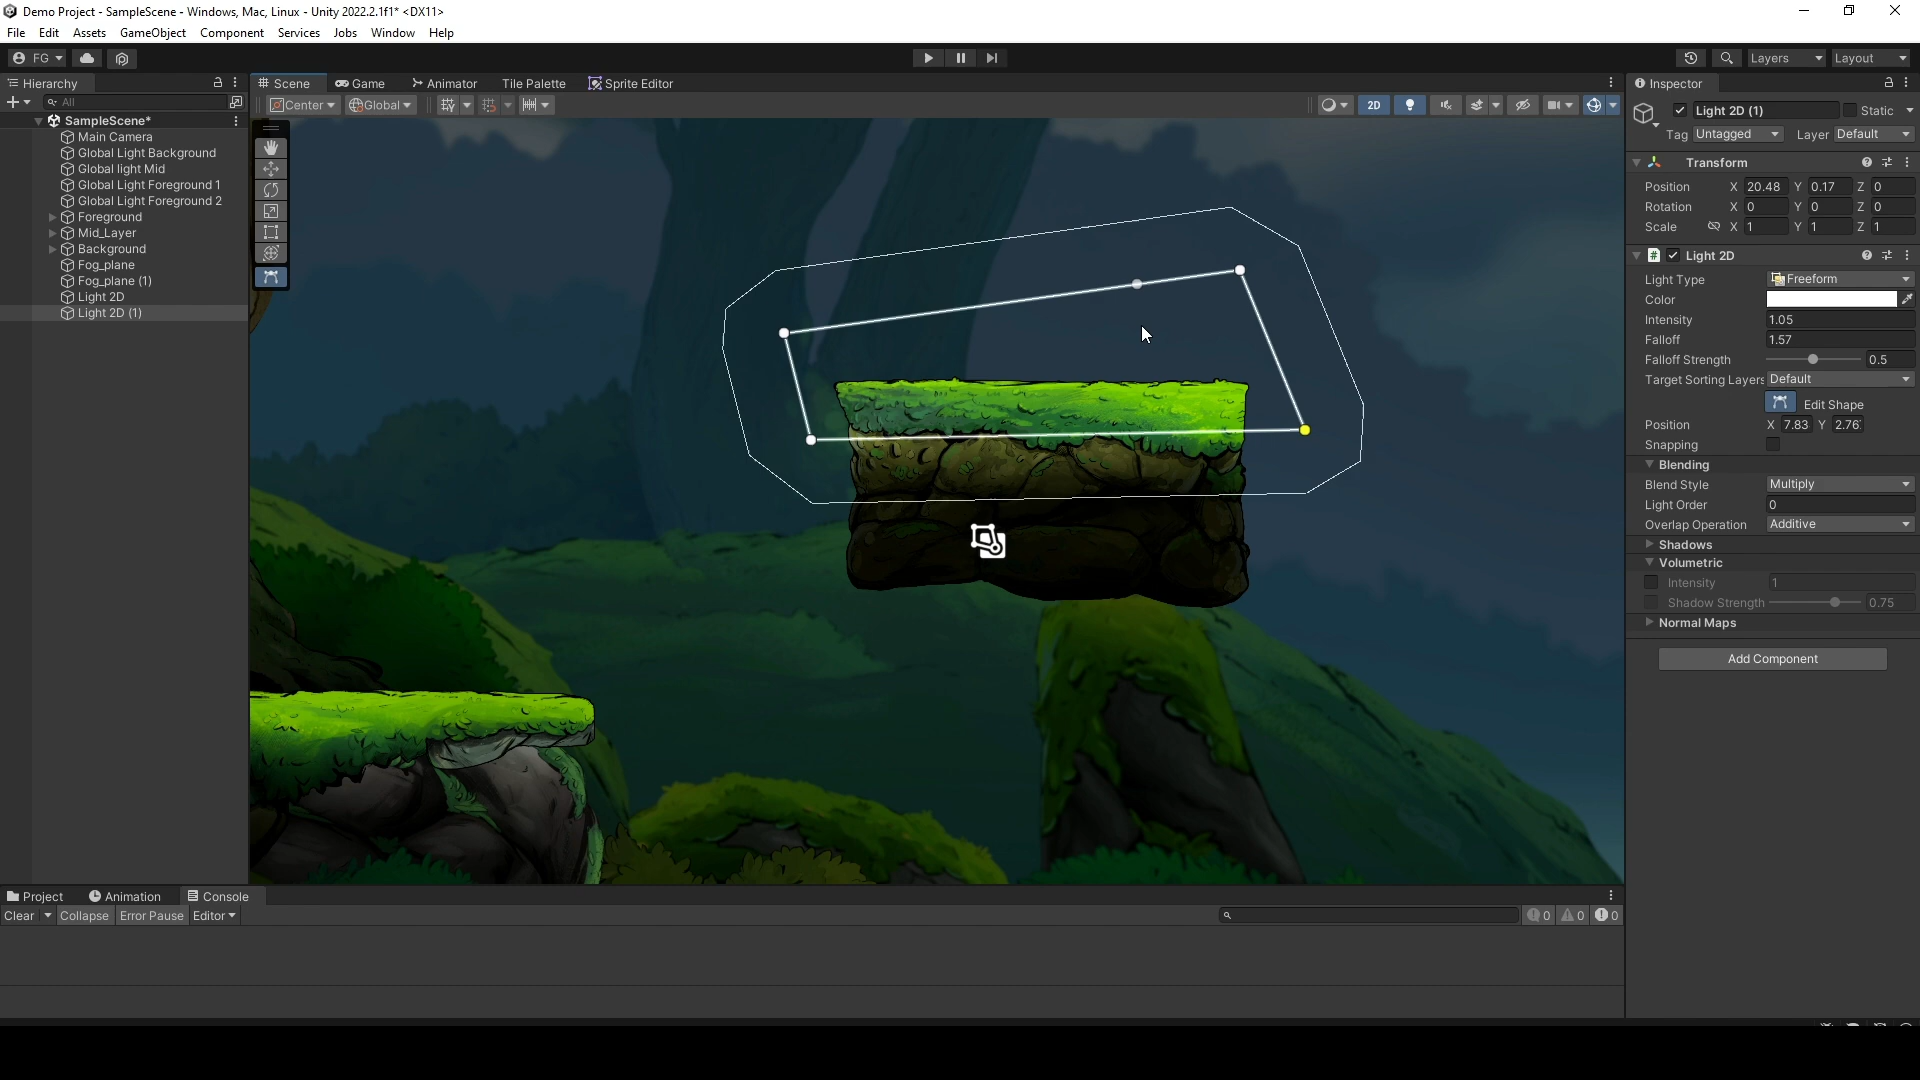 Demo Project - SampleScene - Windows, Mac, Linux - Unity 2022.2.1f1* <DX11>
File Edit Assets GameObject Component Services Jobs Window Help
FG Layers Layout
Hierarchy
All
SampleScene*
Main Camera
Global Light Background
Global light Mid
Global Light Foreground 1
Global Light Foreground 2
Foreground
Mid_Layer
Background
Fog_plane
Fog_plane (1)
Light 2D
Light 2D (1)
Scene Game Animator Tile Palette Sprite Editor
Center Global 2D
Inspector
Light 2D (1) Static
Tag Untagged Layer Default
Transform
Position X 20.48 Y 0.17 Z 0
Rotation X 0 Y 0 Z 0
Scale X 1 Y 1 Z 1
Light 2D
Light Type Freeform
Color
Intensity 1.05
Falloff 1.57
Falloff Strength 0.5
Target Sorting Layers Default
Edit Shape
Position X 7.83 Y 2.76
Snapping
Blending
Blend Style Multiply
Light Order 0
Overlap Operation Additive
Shadows
Volumetric
Intensity 1
Shadow Strength 0.75
Normal Maps
Add Component
Project Animation Console
Clear Collapse Error Pause Editor 0 0 0